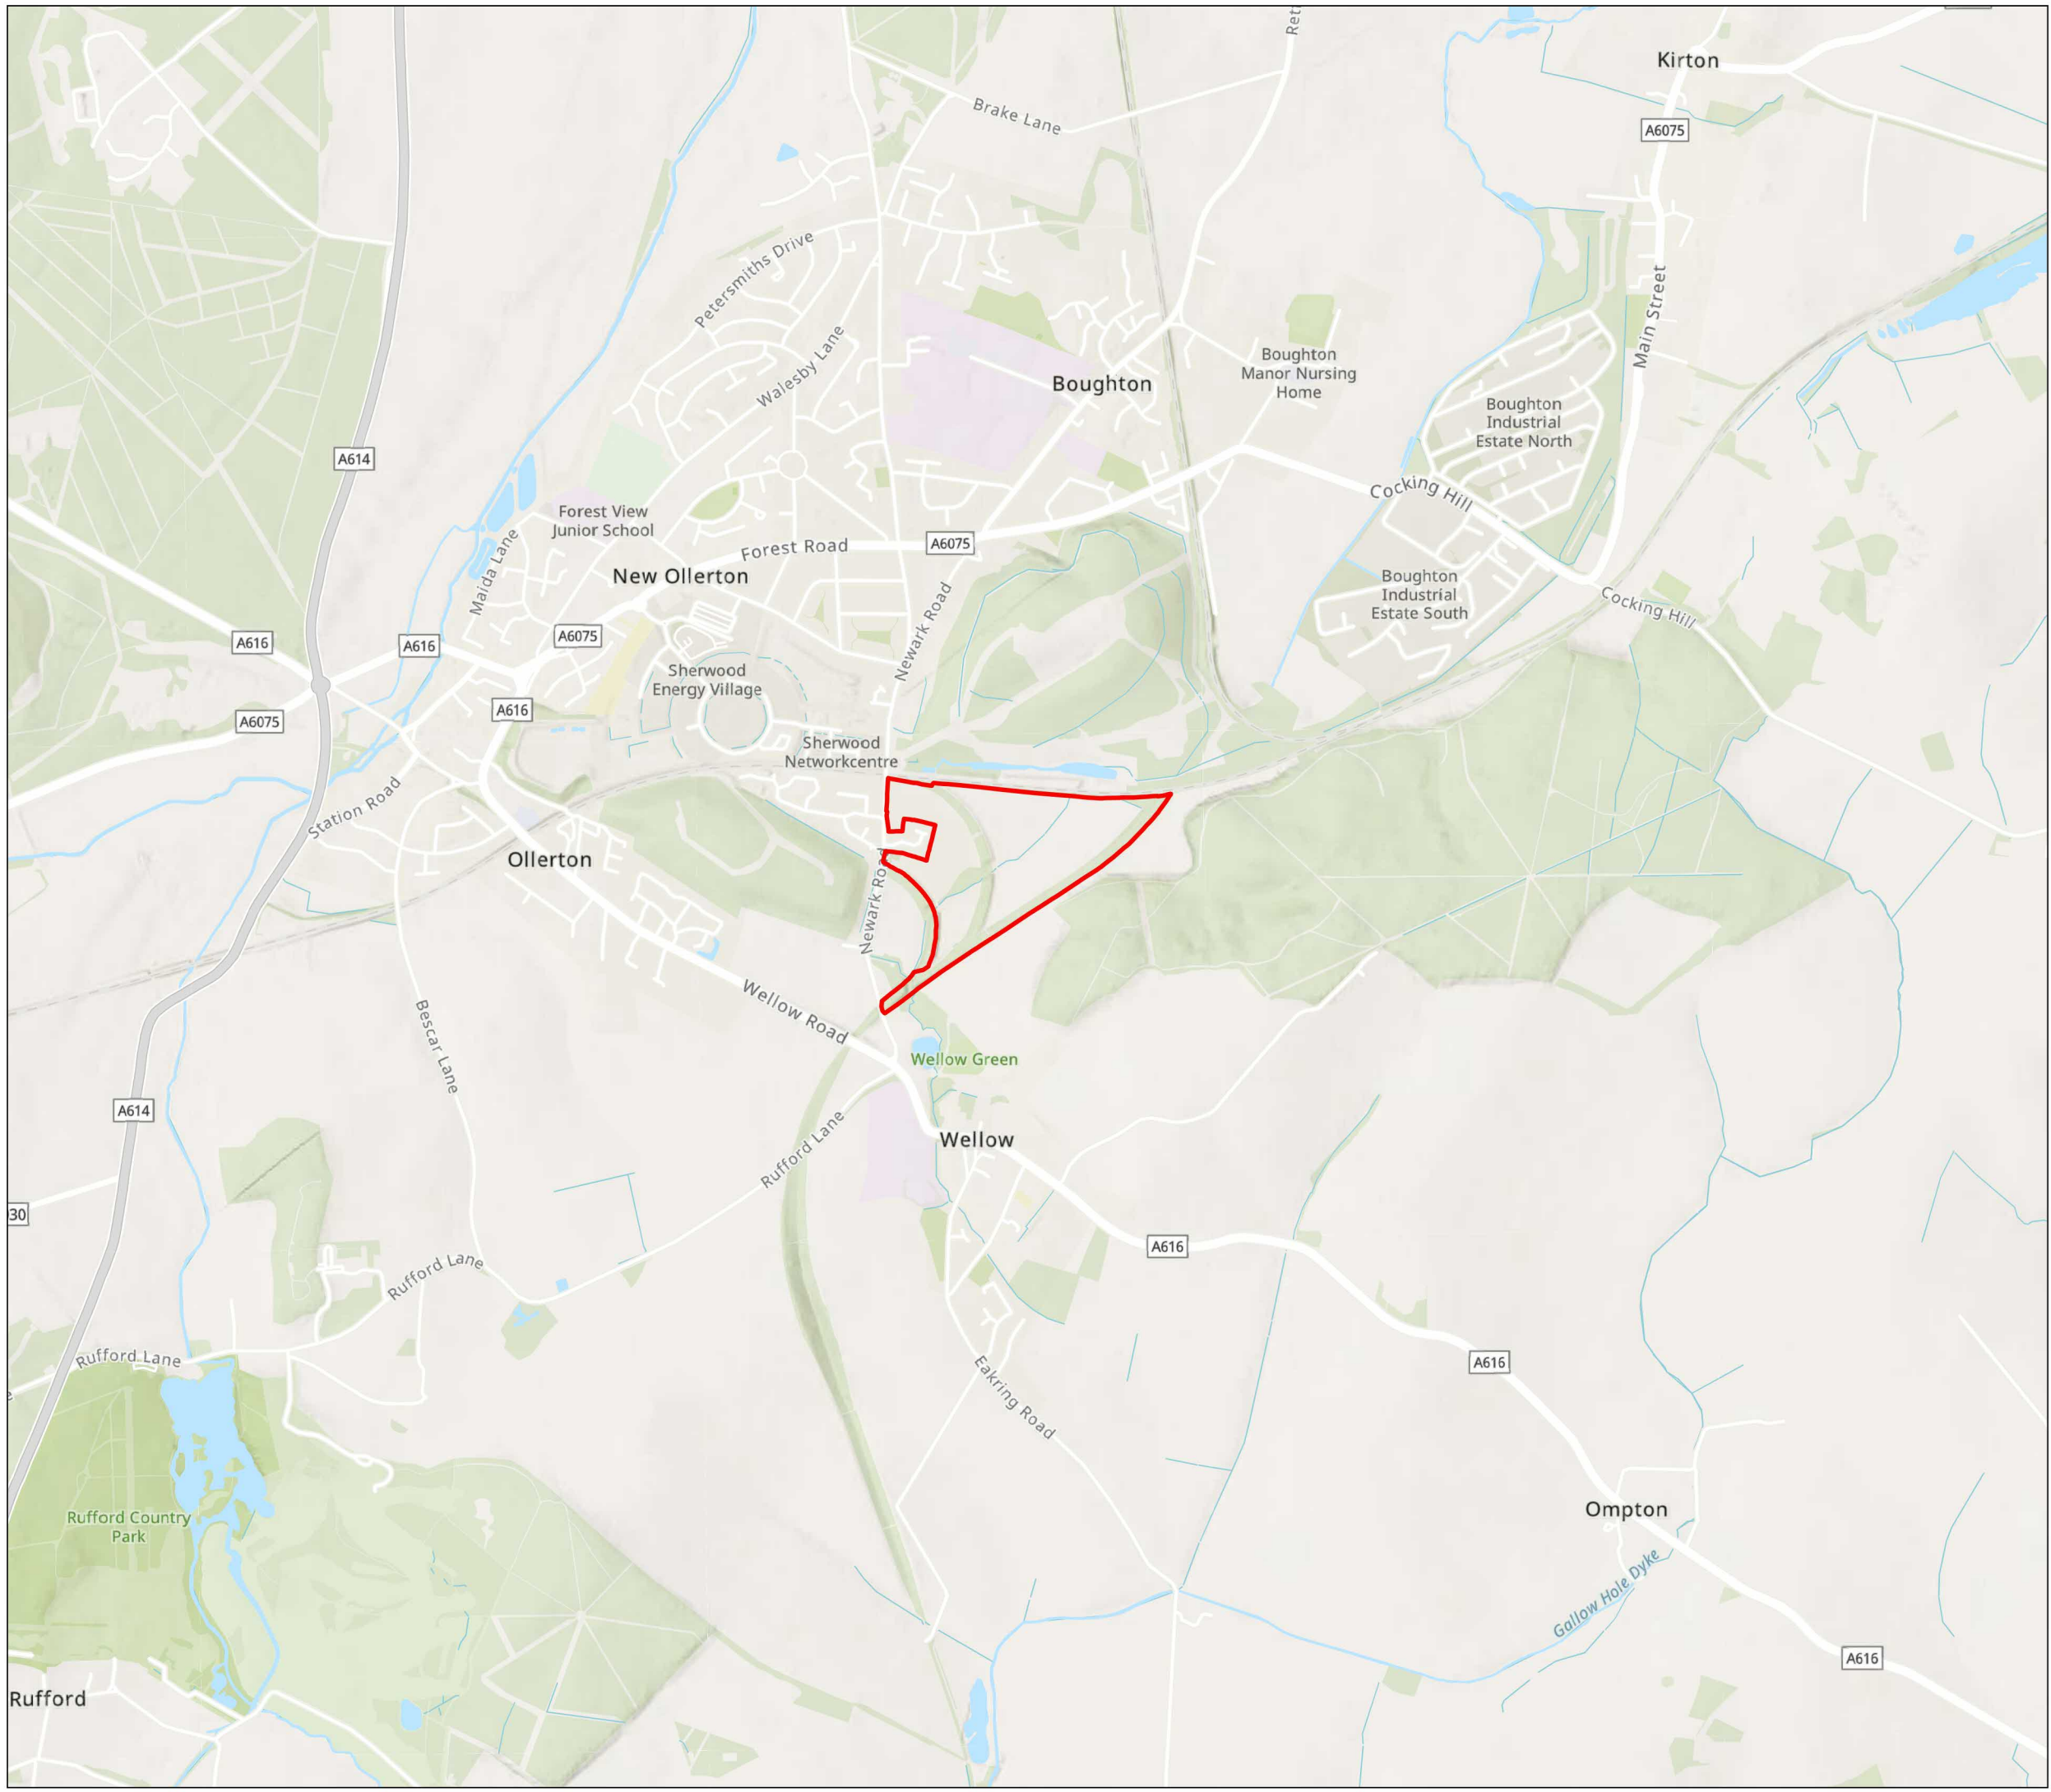 Ret
Kirton
Brake Lane
A6075
Petersmiths Drive
Main Street
Walesby Lane
Boughton
Manor Nursing
Home
Boughton
Boughton
Industrial
Estate North
A614
Cocking Hill
Forest View
Junior School
Maida Lane
Forest Road
A6075
New Ollerton
Boughton
Industrial
Estate South
Cocking Hill
Newark Road
A616
A616
A6075
Sherwood
Energy Village
A6075
A616
Sherwood
Networkcentre
Station Road
Ollerton
Newark Road
Wellow Road
Bescar Lane
Wellow Green
A614
Rufford Lane
Wellow
30
A616
Rufford Lane
Rufford Lane
A616
Eakring Road
e
Rufford Country
Park
Ompton
Gallow Hole Dyke
A616
Rufford